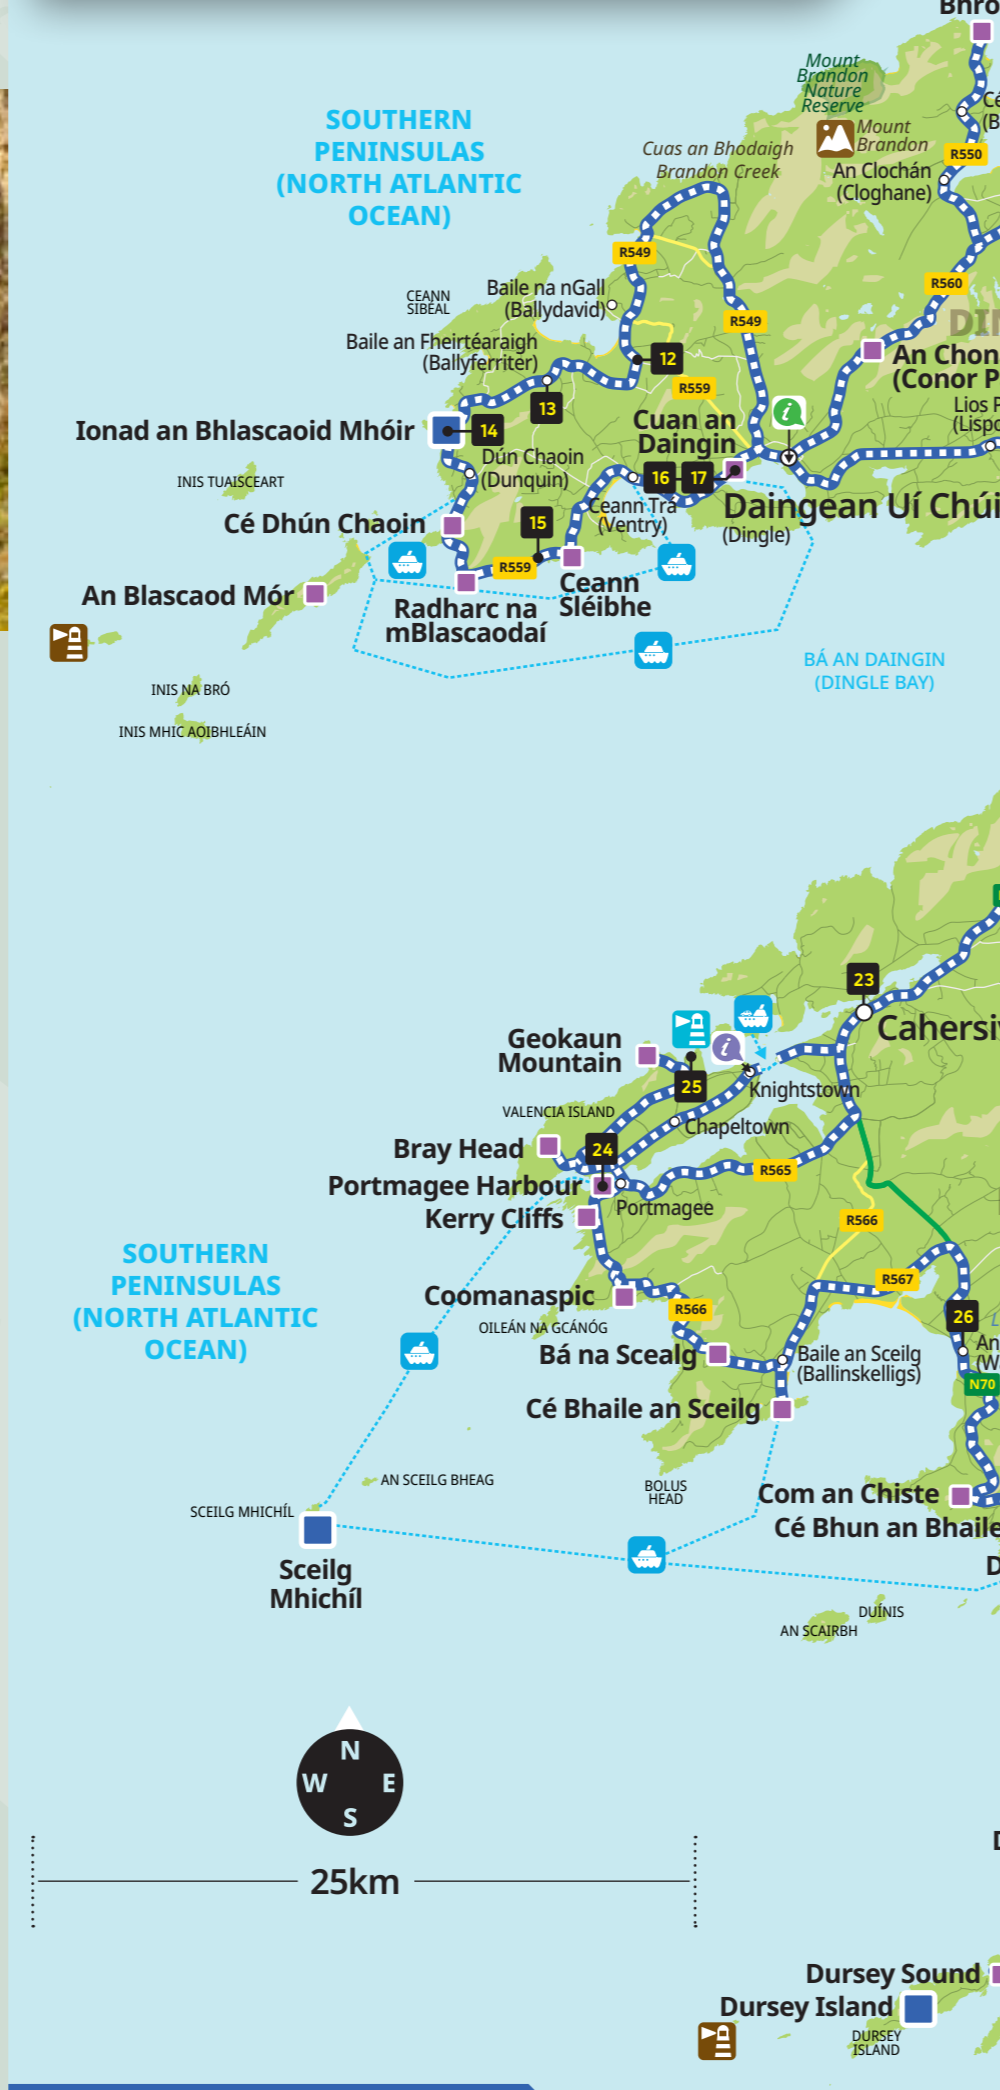 SOUTHERN
PENINSULAS
(NORTH ATLANTIC
OCEAN)
Mount
Brandon
Nature
Reserve
Mount
Brandon
Cuas an Bhodaigh
Brandon Creek
An Clochán
(Cloghane)
R550
R549
R560
R549
CEANN
SIBÉAL
Baile na nGall
(Ballydavid)
Baile an Fheirtéaraigh
(Ballyferriter)
12
R559
An Chon
(Conor P
13
Cuan an
Daingin
Lios P
(Lispo
Ionad an Bhlascaoid Mhóir
14
Dún Chaoin
(Dunquin)
16
17
INIS TUAISCEART
Cé Dhún Chaoin
15
Ceann Trá
(Ventry)
Daingean Uí Chúi
(Dingle)
R559
An Blascaod Mór
Ceann
Sléibhe
Radharc na
mBlascaodaí
BÁ AN DAINGIN
(DINGLE BAY)
INIS NA BRÓ
INIS MHIC AOIBHLEÁIN
23
Cahersiv
Geokaun
Mountain
25
Knightstown
VALENCIA ISLAND
Chapeltown
Bray Head
24
R565
Portmagee Harbour
Portmagee
Kerry Cliffs
R566
SOUTHERN
PENINSULAS
(NORTH ATLANTIC
OCEAN)
R567
Coomanaspic
R566
26
OILEÁN NA GCÁNÓG
Bá na Scealg
Baile an Sceilg
(Ballinskelligs)
An
(Wa
N70
Cé Bhaile an Sceilg
AN SCEILG BHEAG
BOLUS
HEAD
Com an Chiste
SCEILG MHICHÍL
Cé Bhun an Bhaile
Sceilg
Mhichíl
DUÍNIS
AN SCAIRBH
N
W E
S
25km
Dursey Sound
Dursey Island
DURSEY
ISLAND